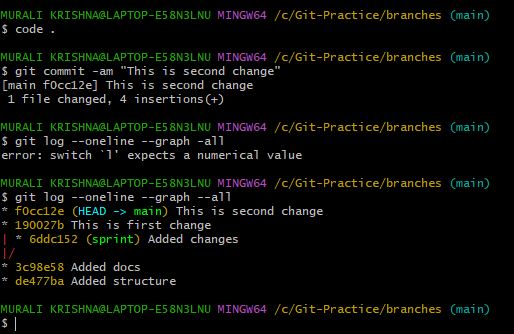 MURALI KRISHNA@LAPTOP-E58N3LNU MINGW64 /c/Git-Practice/branches (main)
$ code .
MURALI KRISHNA@LAPTOP-E58N3LNU MINGW64 /c/Git-Practice/branches (main)
$ git commit -am "This is second change"
[main f0cc12e] This is second change
 1 file changed, 4 insertions(+)
MURALI KRISHNA@LAPTOP-E58N3LNU MINGW64 /c/Git-Practice/branches (main)
$ git log --oneline --graph -all
error: switch `l' expects a numerical value
MURALI KRISHNA@LAPTOP-E58N3LNU MINGW64 /c/Git-Practice/branches (main)
$ git log --oneline --graph --all
* f0cc12e (HEAD -> main) This is second change
* 190027b This is first change
| * 6ddc152 (sprint) Added changes
|/
* 3c98e58 Added docs
* de477ba Added structure
MURALI KRISHNA@LAPTOP-E58N3LNU MINGW64 /c/Git-Practice/branches (main)
$